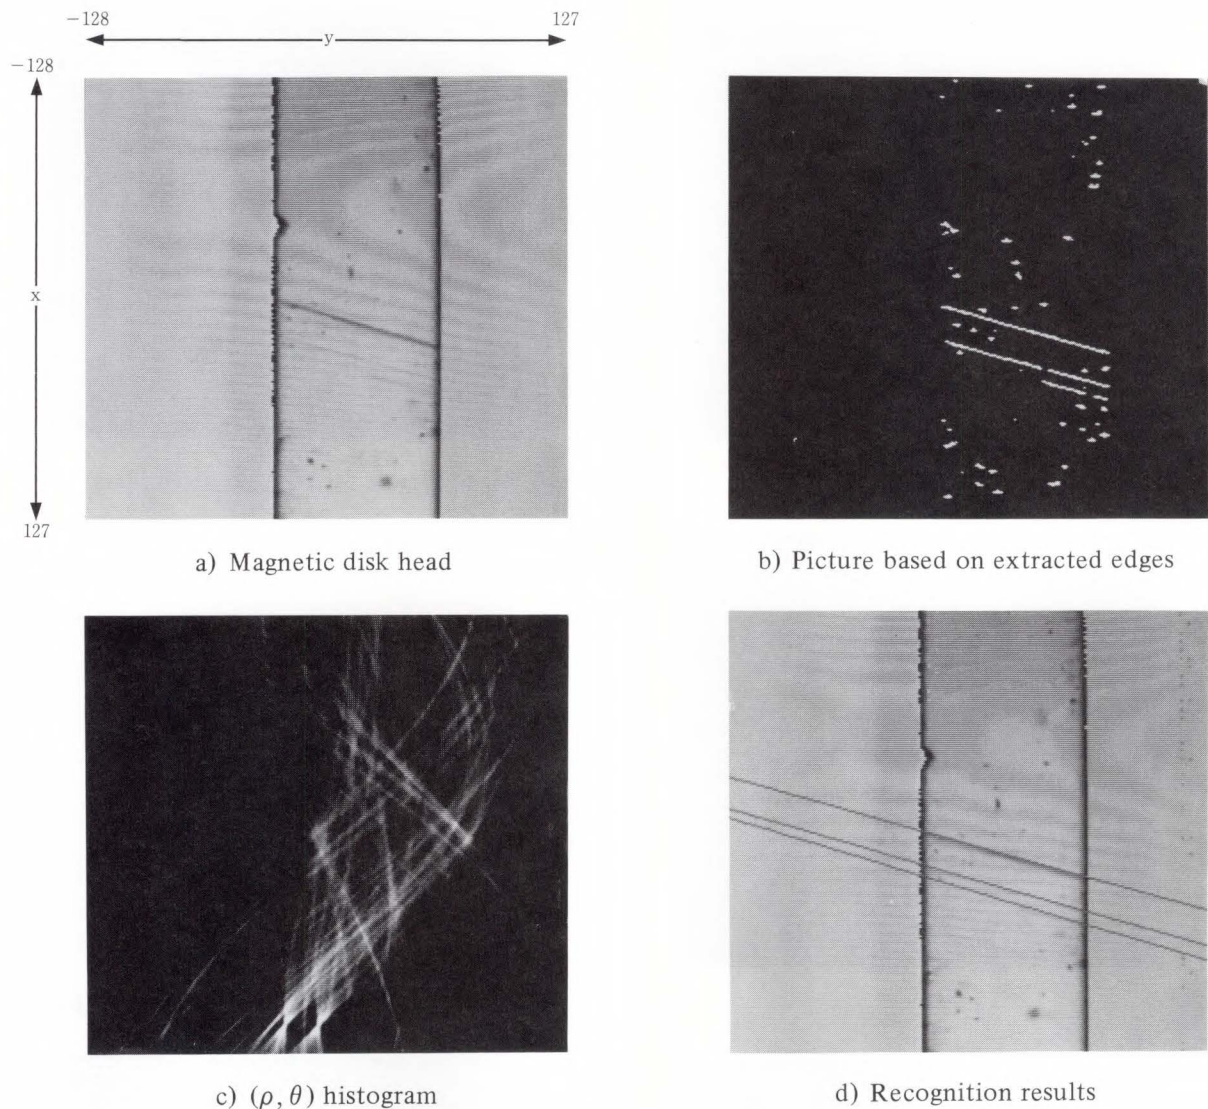 −128
127
y
−128
x
127
a) Magnetic disk head
b) Picture based on extracted edges
c) (ρ, θ) histogram
d) Recognition results